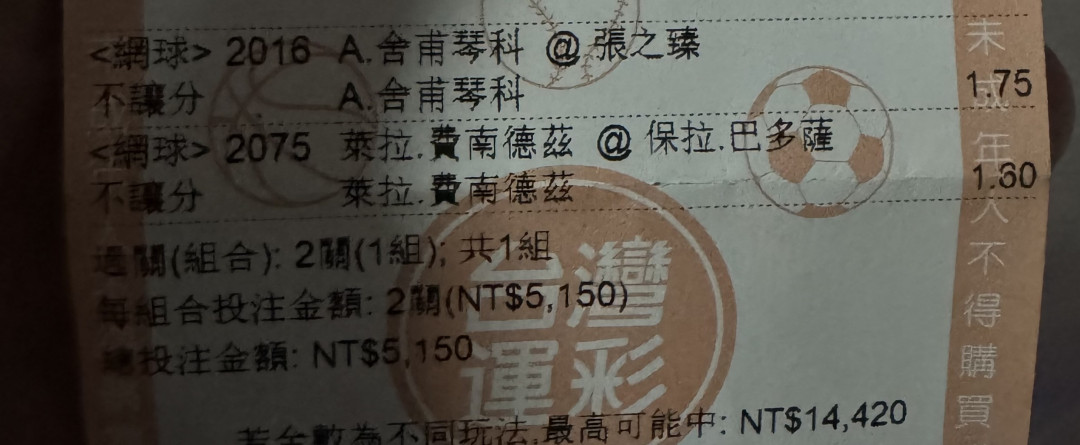 <網球> 2016 A.舍甫琴科 @ 張之臻
不讓分 A.舍甫琴科 1.75
<網球> 2075 萊拉.費南德茲 @ 保拉.巴多薩
不讓分 萊拉.費南德茲 1.60
過關(組合): 2關(1組); 共1組
每組合投注金額: 2關(NT$5,150)
總投注金額: NT$5,150
不同玩法,最高可能中: NT$14,420
台灣
運彩
未成年人不得購買